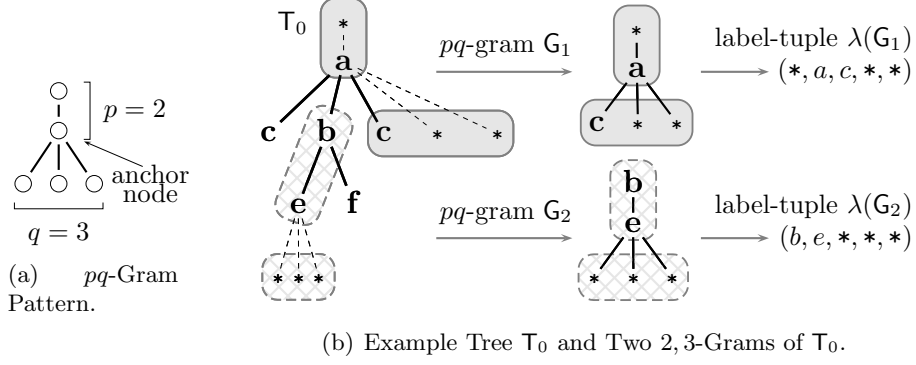 T0
*
a
c b c * *
e f
* * *
pq-gram G1
*
a
c * *
label-tuple λ(G1)
(*, a, c, *, *)
pq-gram G2
b
e
* * *
label-tuple λ(G2)
(b, e, *, *, *)
p = 2
anchor
node
q = 3
(a) pq-Gram
Pattern.
(b) Example Tree T0 and Two 2, 3-Grams of T0.